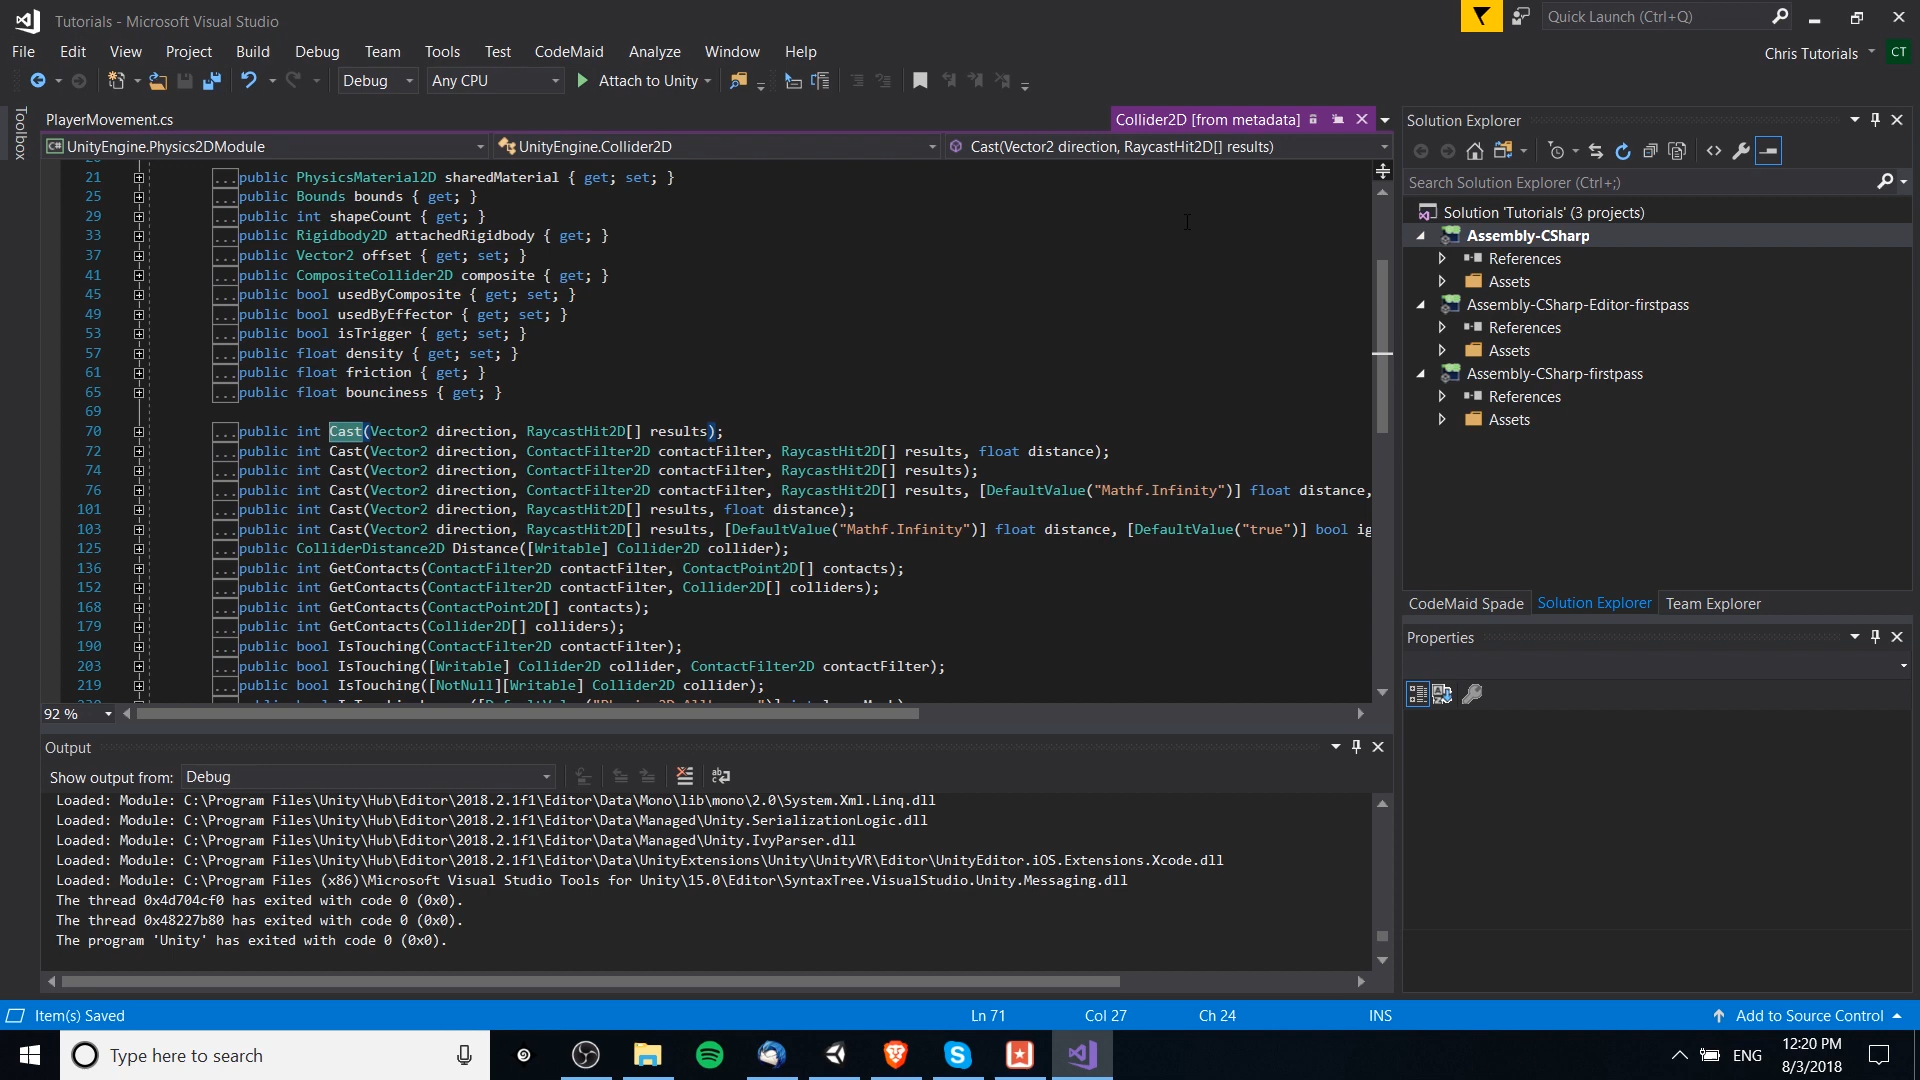 Tutorials - Microsoft Visual Studio
Quick Launch (Ctrl+Q)
File Edit View Project Build Debug Team Tools Test CodeMaid Analyze Window Help
Chris Tutorials CT
Debug Any CPU Attach to Unity
Toolbox
PlayerMovement.cs
Collider2D [from metadata]
C# UnityEngine.Physics2DModule
UnityEngine.Collider2D
Cast(Vector2 direction, RaycastHit2D[] results)
21 ...public PhysicsMaterial2D sharedMaterial { get; set; }
25 ...public Bounds bounds { get; }
29 ...public int shapeCount { get; }
33 ...public Rigidbody2D attachedRigidbody { get; }
37 ...public Vector2 offset { get; set; }
41 ...public CompositeCollider2D composite { get; }
45 ...public bool usedByComposite { get; set; }
49 ...public bool usedByEffector { get; set; }
53 ...public bool isTrigger { get; set; }
57 ...public float density { get; set; }
61 ...public float friction { get; }
65 ...public float bounciness { get; }
69
70 ...public int Cast(Vector2 direction, RaycastHit2D[] results);
72 ...public int Cast(Vector2 direction, ContactFilter2D contactFilter, RaycastHit2D[] results, float distance);
74 ...public int Cast(Vector2 direction, ContactFilter2D contactFilter, RaycastHit2D[] results);
76 ...public int Cast(Vector2 direction, ContactFilter2D contactFilter, RaycastHit2D[] results, [DefaultValue("Mathf.Infinity")] float distance,
101 ...public int Cast(Vector2 direction, RaycastHit2D[] results, float distance);
103 ...public int Cast(Vector2 direction, RaycastHit2D[] results, [DefaultValue("Mathf.Infinity")] float distance, [DefaultValue("true")] bool ig
125 ...public ColliderDistance2D Distance([Writable] Collider2D collider);
136 ...public int GetContacts(ContactFilter2D contactFilter, ContactPoint2D[] contacts);
152 ...public int GetContacts(ContactFilter2D contactFilter, Collider2D[] colliders);
168 ...public int GetContacts(ContactPoint2D[] contacts);
179 ...public int GetContacts(Collider2D[] colliders);
190 ...public bool IsTouching(ContactFilter2D contactFilter);
203 ...public bool IsTouching([Writable] Collider2D collider, ContactFilter2D contactFilter);
219 ...public bool IsTouching([NotNull][Writable] Collider2D collider);
92 %
Output
Show output from: Debug
Loaded: Module: C:\Program Files\Unity\Hub\Editor\2018.2.1f1\Editor\Data\Mono\lib\mono\2.0\System.Xml.Linq.dll
Loaded: Module: C:\Program Files\Unity\Hub\Editor\2018.2.1f1\Editor\Data\Managed\Unity.SerializationLogic.dll
Loaded: Module: C:\Program Files\Unity\Hub\Editor\2018.2.1f1\Editor\Data\Managed\Unity.IvyParser.dll
Loaded: Module: C:\Program Files\Unity\Hub\Editor\2018.2.1f1\Editor\Data\UnityExtensions\Unity\UnityVR\Editor\UnityEditor.iOS.Extensions.Xcode.dll
Loaded: Module: C:\Program Files (x86)\Microsoft Visual Studio Tools for Unity\15.0\Editor\SyntaxTree.VisualStudio.Unity.Messaging.dll
The thread 0x4d704cf0 has exited with code 0 (0x0).
The thread 0x48227b80 has exited with code 0 (0x0).
The program 'Unity' has exited with code 0 (0x0).
Solution Explorer
Search Solution Explorer (Ctrl+;)
Solution 'Tutorials' (3 projects)
Assembly-CSharp
References
Assets
Assembly-CSharp-Editor-firstpass
References
Assets
Assembly-CSharp-firstpass
References
Assets
CodeMaid Spade Solution Explorer Team Explorer
Properties
Item(s) Saved
Ln 71 Col 27 Ch 24 INS
Add to Source Control
Type here to search
ENG
12:20 PM
8/3/2018